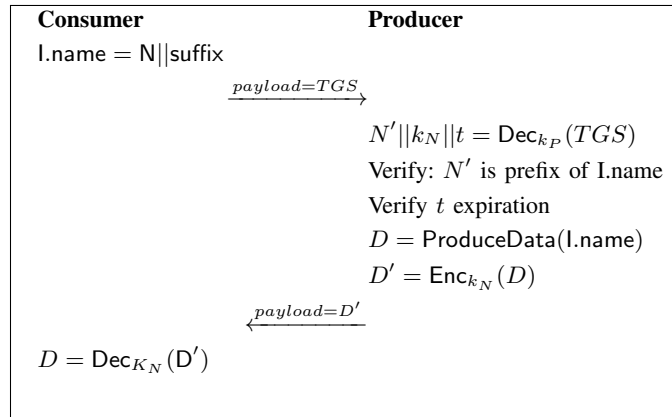 Consumer Producer
I.name = N||suffix
payload=TGS
N′||k_N||t = Dec_{k_P}(TGS)
Verify: N′ is prefix of I.name
Verify t expiration
D = ProduceData(I.name)
D′ = Enc_{k_N}(D)
payload=D′
D = Dec_{K_N}(D′)